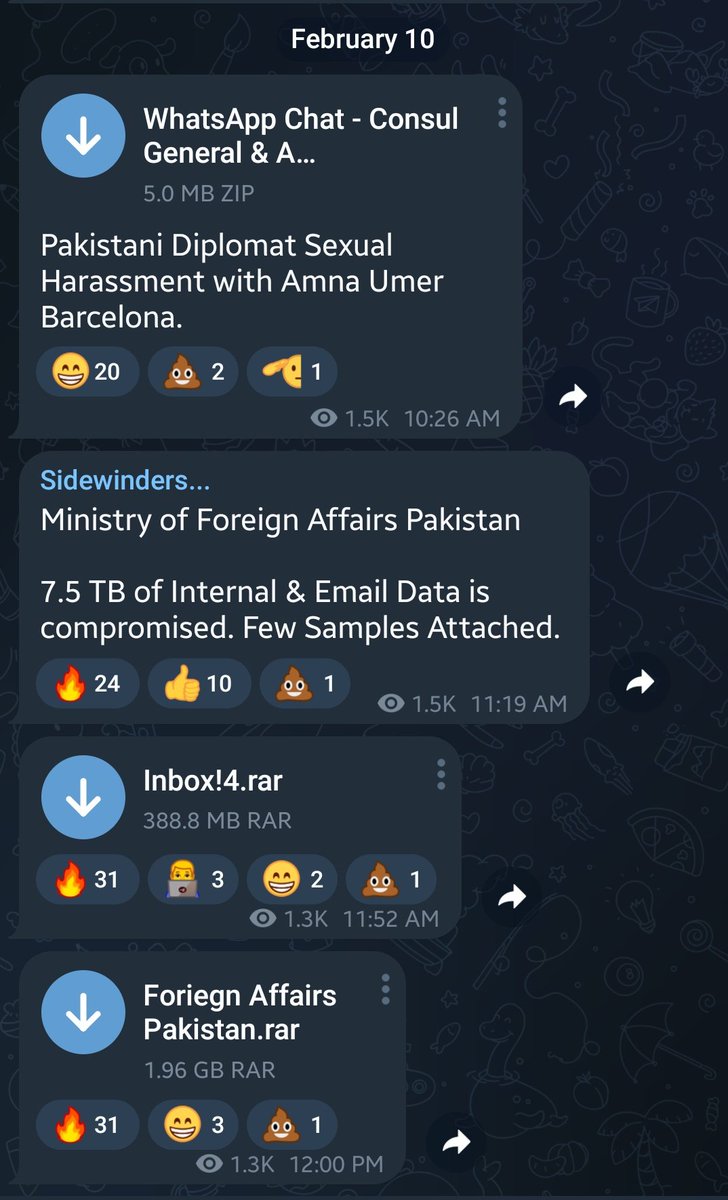 February 10
WhatsApp Chat - Consul
General & A...
5.0 MB ZIP
Pakistani Diplomat Sexual
Harassment with Amna Umer
Barcelona.
20 2 1
1.5K 10:26 AM
Sidewinders...
Ministry of Foreign Affairs Pakistan
7.5 TB of Internal & Email Data is
compromised. Few Samples Attached.
24 10 1
1.5K 11:19 AM
Inbox!4.rar
388.8 MB RAR
31 3 2 1
1.3K 11:52 AM
Foriegn Affairs
Pakistan.rar
1.96 GB RAR
31 3 1
1.3K 12:00 PM